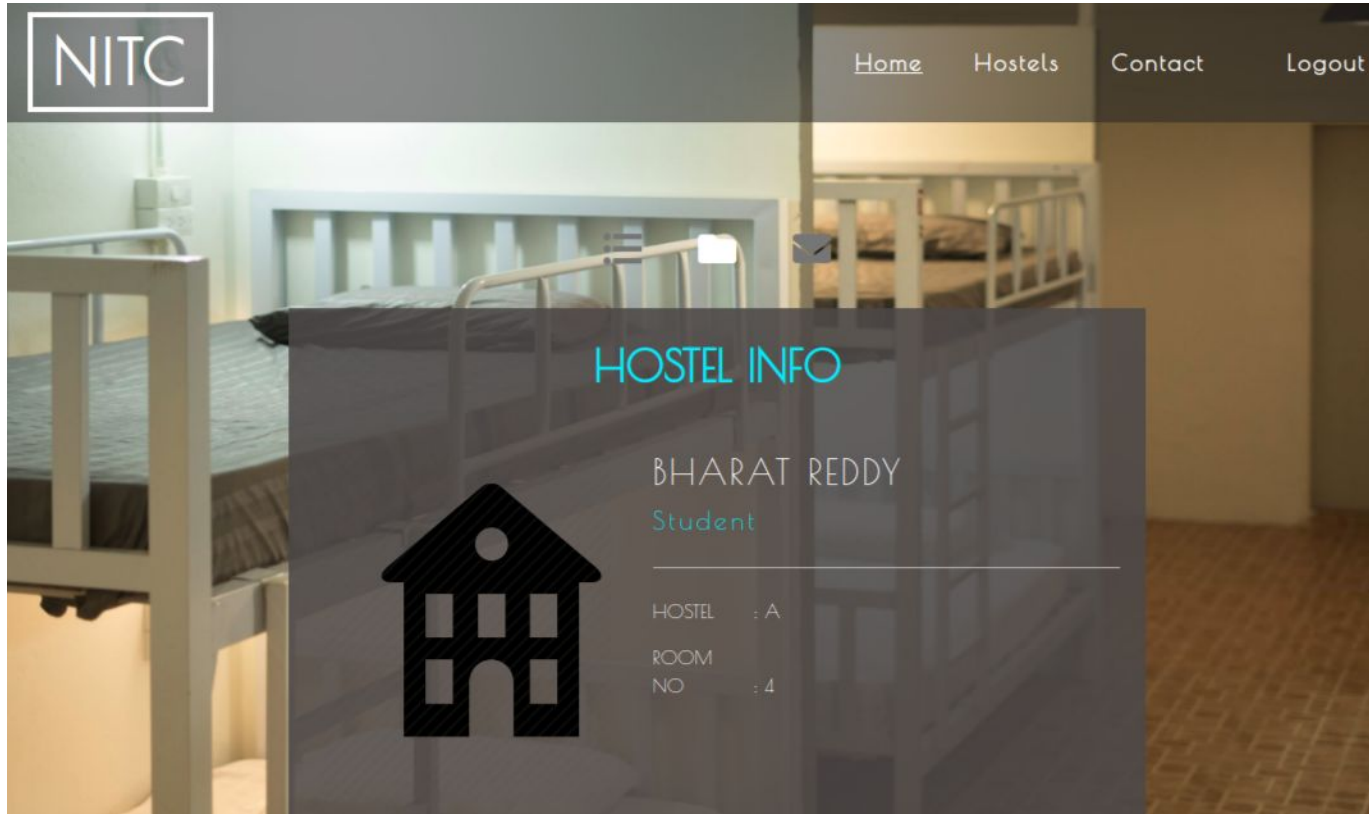 NITC
Home Hostels Contact Logout
HOSTEL INFO
BHARAT REDDY
Student
HOSTEL : A
ROOM
NO : 4